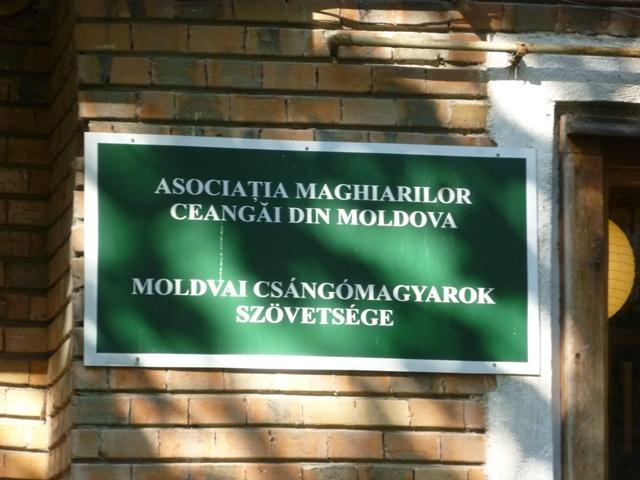 ASOCIAȚIA MAGHIARILOR
CEANGĂI DIN MOLDOVA
MOLDVAI CSÁNGÓMAGYAROK
SZÖVETSÉGE